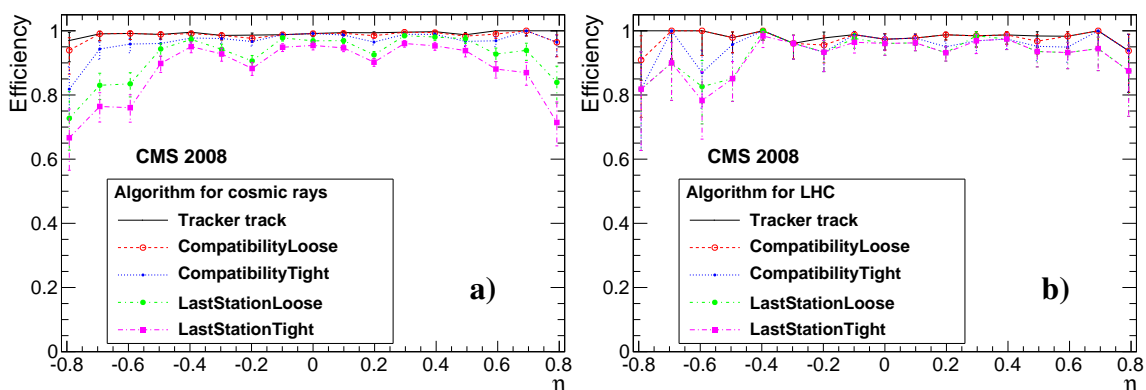 Efficiency
1
0.8
0.6
0.4
0.2
0
CMS 2008
Algorithm for cosmic rays
Tracker track
CompatibilityLoose
CompatibilityTight
LastStationLoose
LastStationTight
a)
-0.8 -0.6 -0.4 -0.2 0 0.2 0.4 0.6 0.8
η
Efficiency
1
0.8
0.6
0.4
0.2
0
CMS 2008
Algorithm for LHC
Tracker track
CompatibilityLoose
CompatibilityTight
LastStationLoose
LastStationTight
b)
-0.8 -0.6 -0.4 -0.2 0 0.2 0.4 0.6 0.8
η